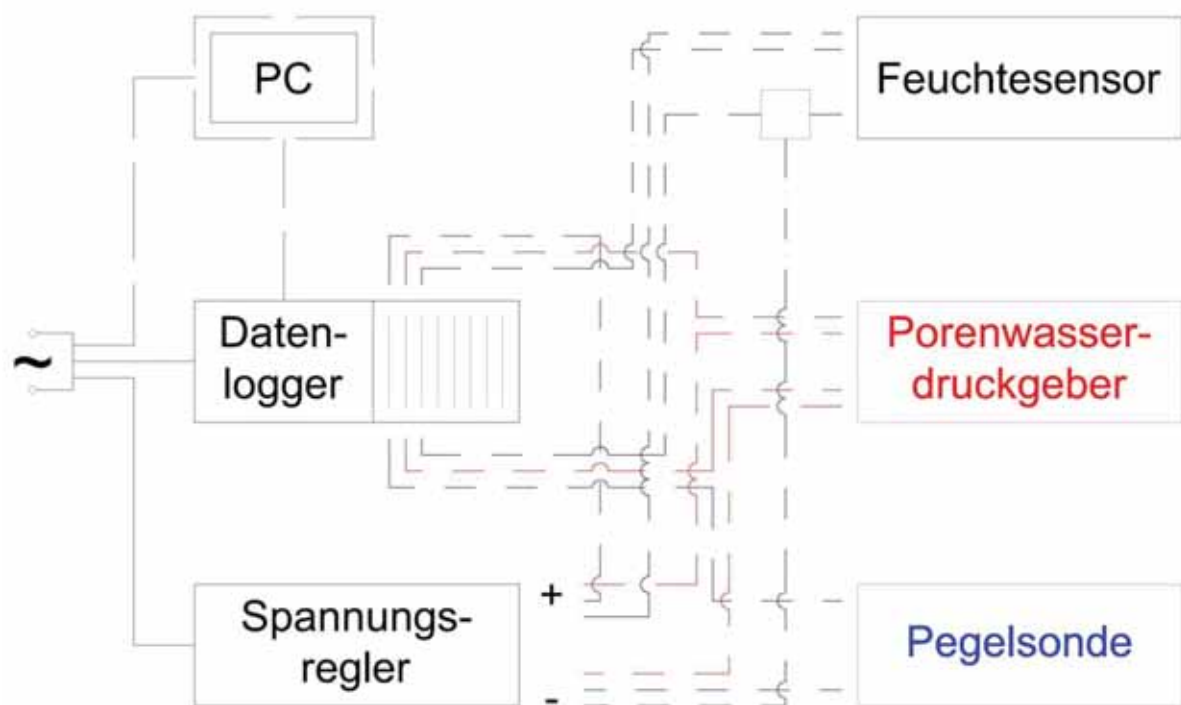 PC
Feuchtesensor
Daten-
logger
Porenwasser-
druckgeber
~
Spannungs-
regler
+
-
Pegelsonde